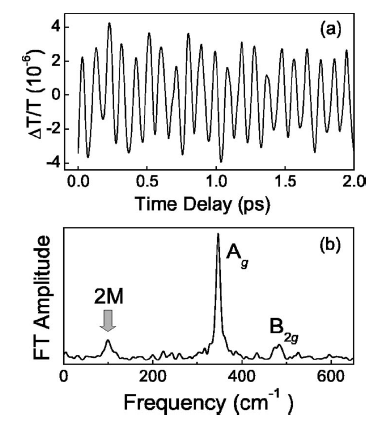 (a)
ΔT/T (10⁻⁶)
4
2
0
-2
-4
0.0 0.5 1.0 1.5 2.0
Time Delay (ps)
(b)
FT Amplitude
2M
A_g
B_2g
0 200 400 600
Frequency (cm⁻¹)